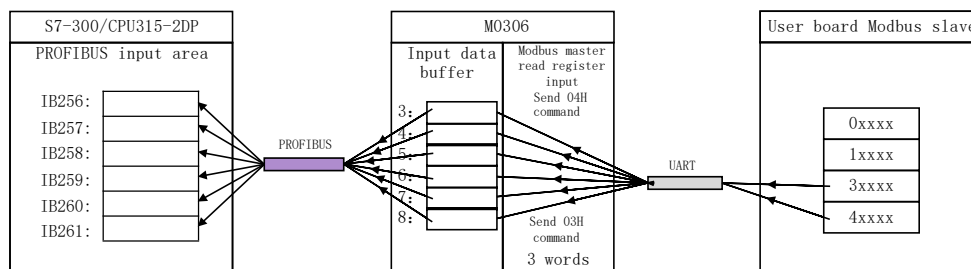 S7-300/CPU315-2DP
PROFIBUS input area
IB256:
IB257:
IB258:
IB259:
IB260:
IB261:
PROFIBUS
M0306
Input data
buffer
3:
4:
5:
6:
7:
8:
Modbus master
read register
input
Send 04H
command
Send 03H
command
3 words
UART
User board Modbus slave
0xxxx
1xxxx
3xxxx
4xxxx